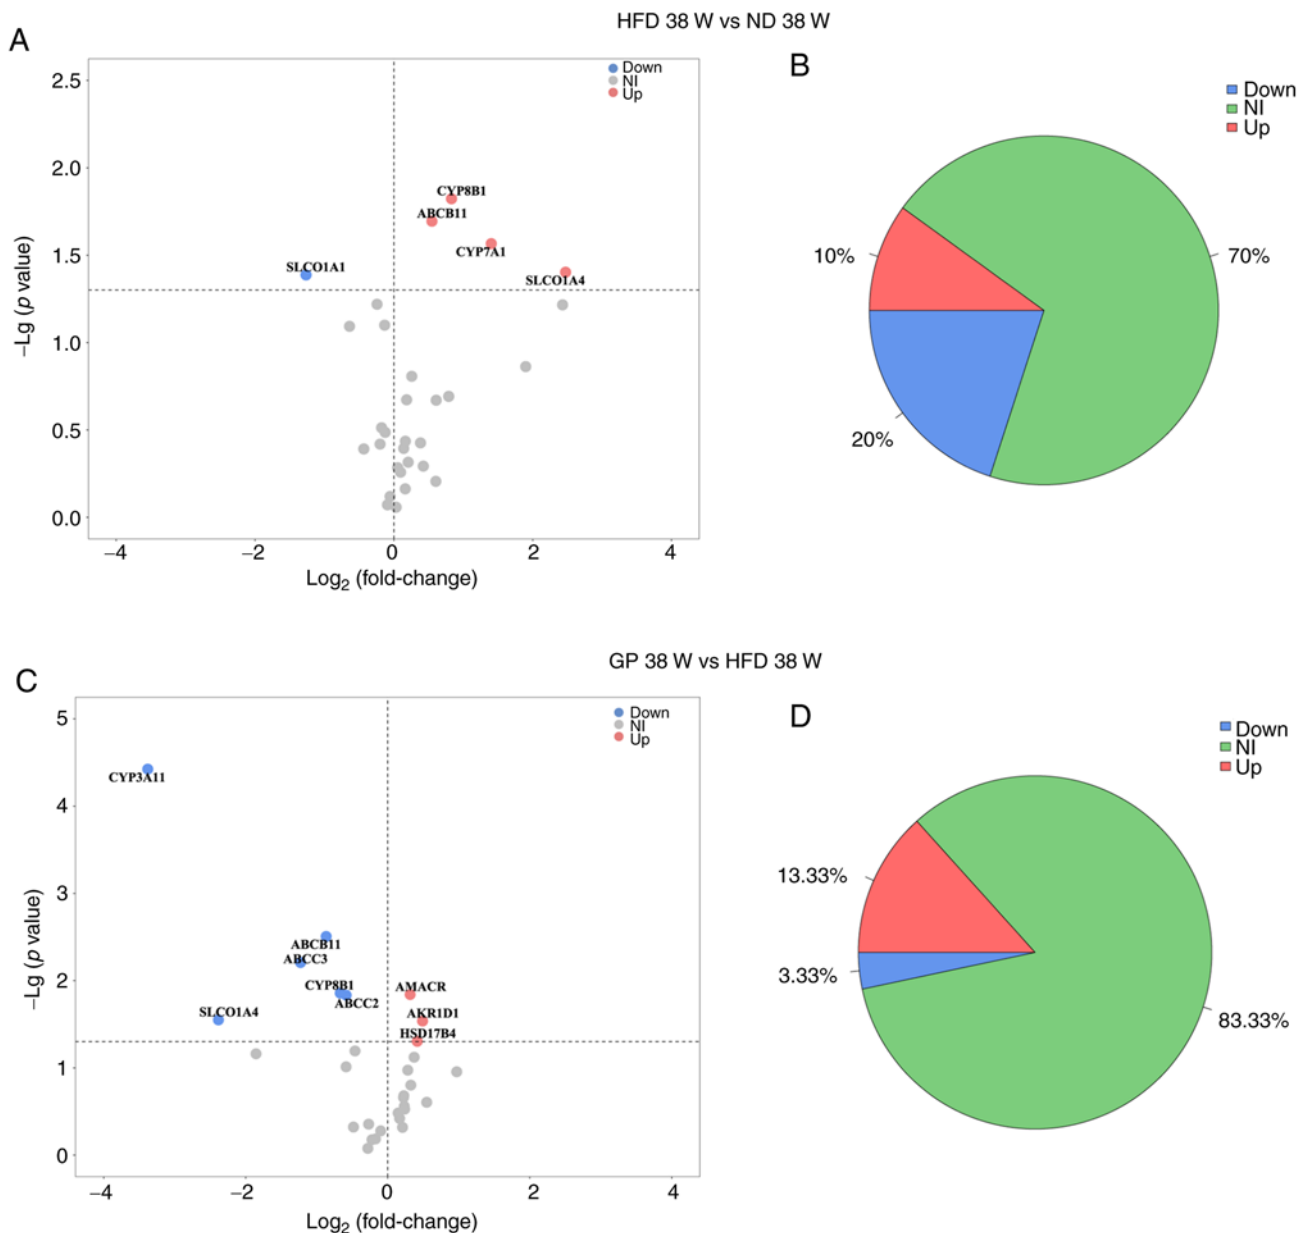 HFD 38 W vs ND 38 W
A
Down
NI
Up
2.5
2.0
1.5
1.0
0.5
0.0
–Lg (p value)
CYP8B1
ABCB11
CYP7A1
SLCO1A1
SLCO1A4
–4
–2
0
2
4
Log2 (fold-change)
B
Down
NI
Up
10%
70%
20%
GP 38 W vs HFD 38 W
C
Down
NI
Up
5
4
3
2
1
0
–Lg (p value)
CYP3A11
ABCB11
ABCC3
CYP8B1
ABCC2
SLCO1A4
AMACR
AKR1D1
HSD17B4
–4
–2
0
2
4
Log2 (fold-change)
D
Down
NI
Up
13.33%
3.33%
83.33%